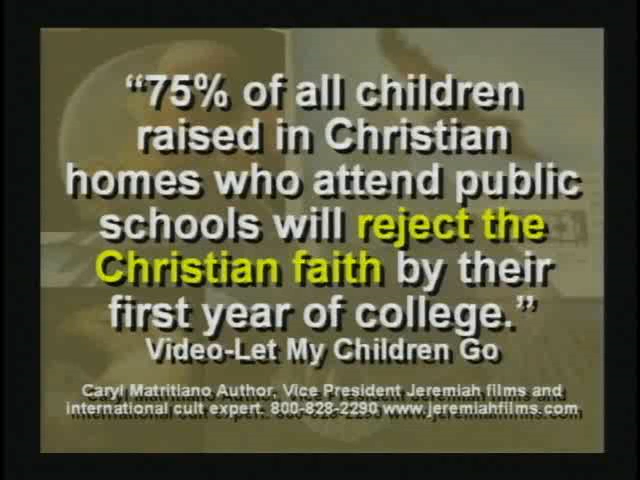 “75% of all children
raised in Christian
homes who attend public
schools will reject the
Christian faith by their
first year of college.”
Video-Let My Children Go
Caryl Matritiano Author, Vice President Jeremiah films and
international cult expert. 800-828-2290 www.jeremiahfilms.com